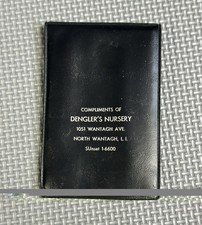 COMPLIMENTS OF
DENGLER'S NURSERY
1051 WANTAGH AVE.
NORTH WANTAGH, L. I.
SUnset 1-6600